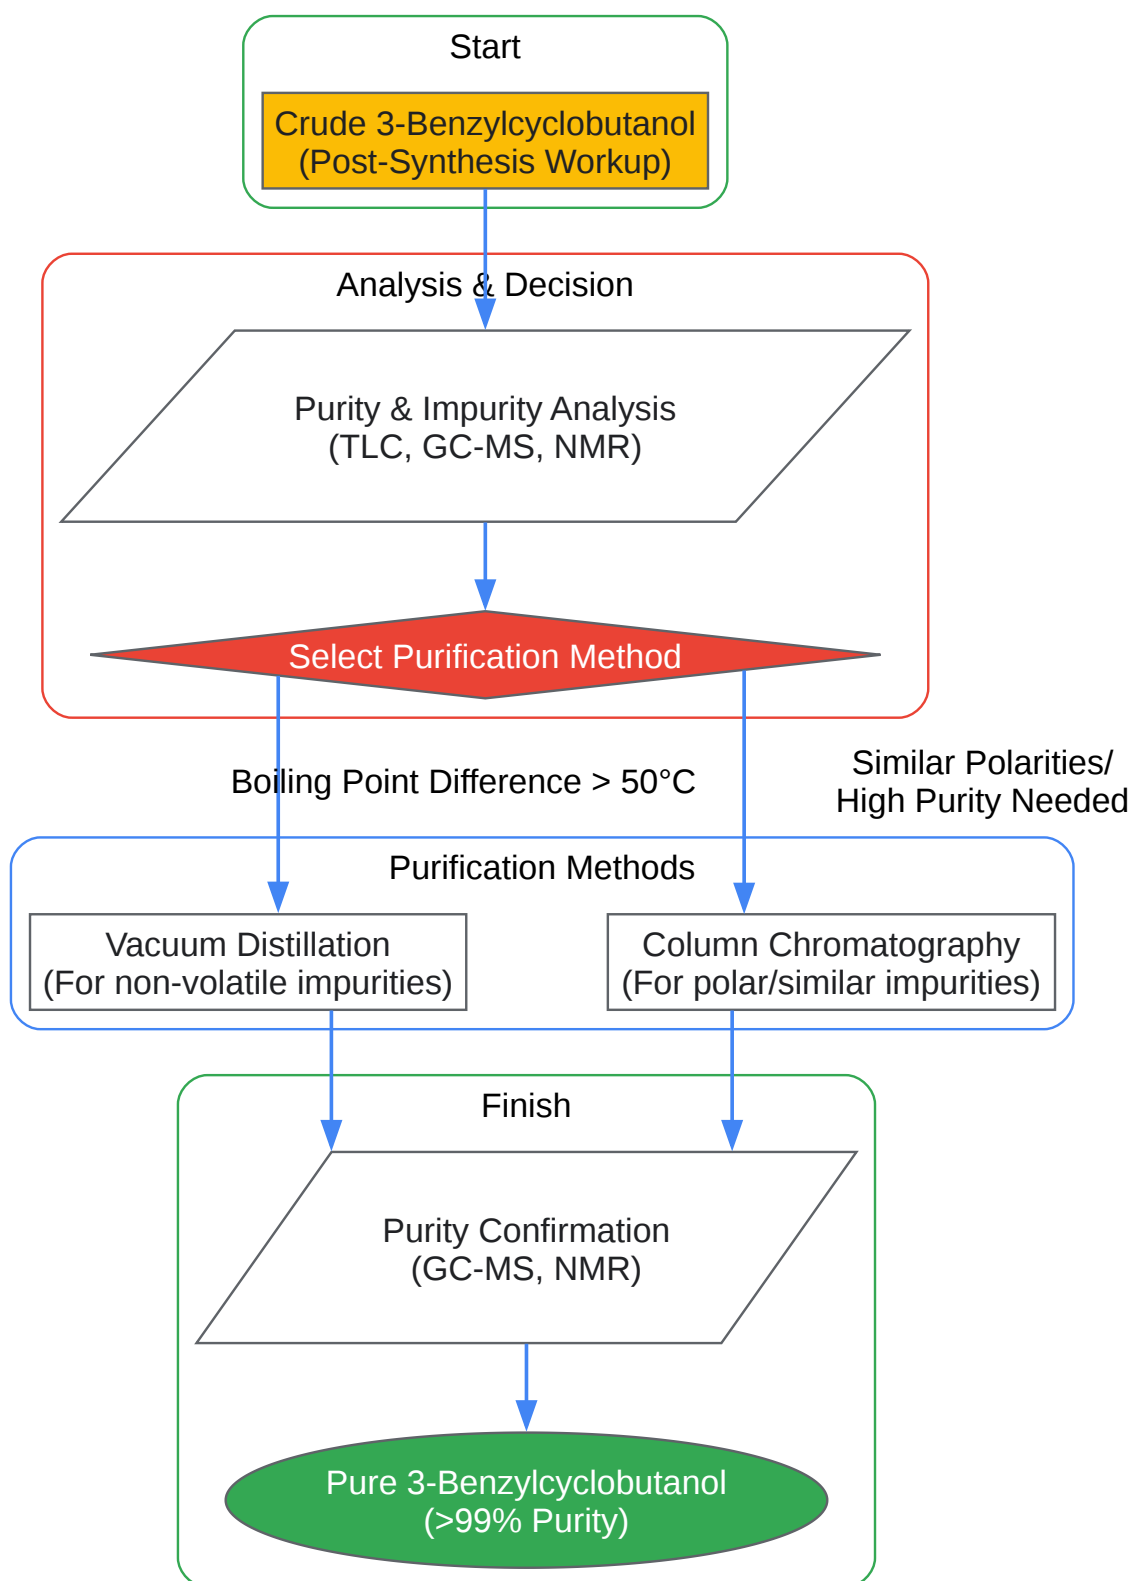 Start
Crude 3-Benzylcyclobutanol
(Post-Synthesis Workup)
Analysis & Decision
Purity & Impurity Analysis
(TLC, GC-MS, NMR)
Select Purification Method
Boiling Point Difference > 50°C
Similar Polarities/
High Purity Needed
Purification Methods
Vacuum Distillation
(For non-volatile impurities)
Column Chromatography
(For polar/similar impurities)
Finish
Purity Confirmation
(GC-MS, NMR)
Pure 3-Benzylcyclobutanol
(>99% Purity)